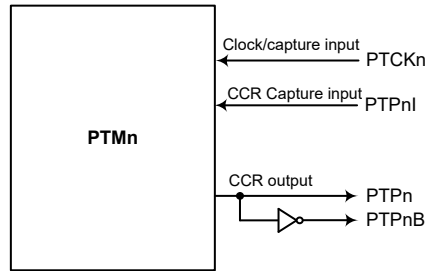 Clock/capture input
PTCKn
CCR Capture input
PTPnI
PTMn
CCR output
PTPn
PTPnB